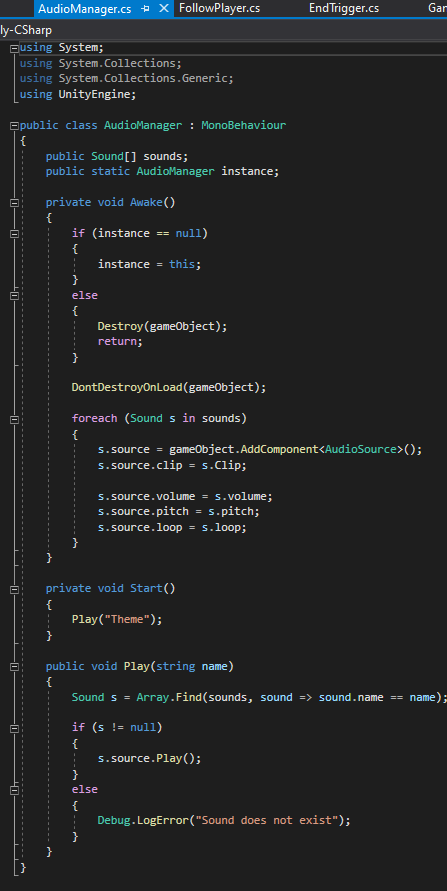 AudioManager.cs FollowPlayer.cs EndTrigger.cs Gar
ly-CSharp
using System;
using System.Collections;
using System.Collections.Generic;
using UnityEngine;
public class AudioManager : MonoBehaviour
{
public Sound[] sounds;
public static AudioManager instance;
private void Awake()
{
if (instance == null)
{
instance = this;
}
else
{
Destroy(gameObject);
return;
}
DontDestroyOnLoad(gameObject);
foreach (Sound s in sounds)
{
s.source = gameObject.AddComponent<AudioSource>();
s.source.clip = s.Clip;
s.source.volume = s.volume;
s.source.pitch = s.pitch;
s.source.loop = s.loop;
}
}
private void Start()
{
Play("Theme");
}
public void Play(string name)
{
Sound s = Array.Find(sounds, sound => sound.name == name);
if (s != null)
{
s.source.Play();
}
else
{
Debug.LogError("Sound does not exist");
}
}
}